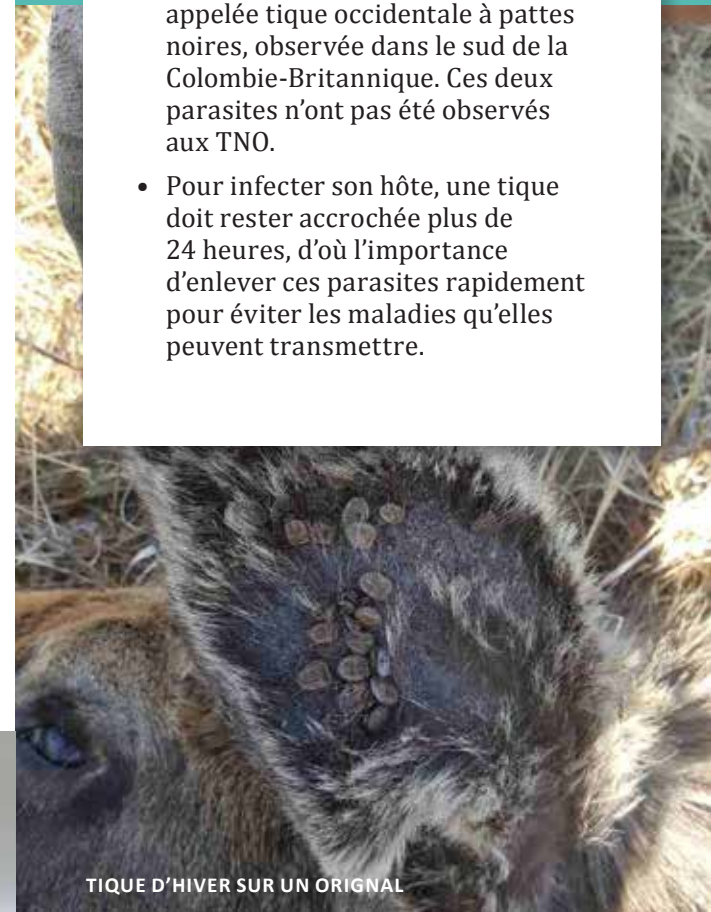 appelée tique occidentale à pattes
noires, observée dans le sud de la
Colombie-Britannique. Ces deux
parasites n’ont pas été observés
aux TNO.
• Pour infecter son hôte, une tique
doit rester accrochée plus de
24 heures, d’où l’importance
d’enlever ces parasites rapidement
pour éviter les maladies qu’elles
peuvent transmettre.
TIQUE D’HIVER SUR UN ORIGNAL